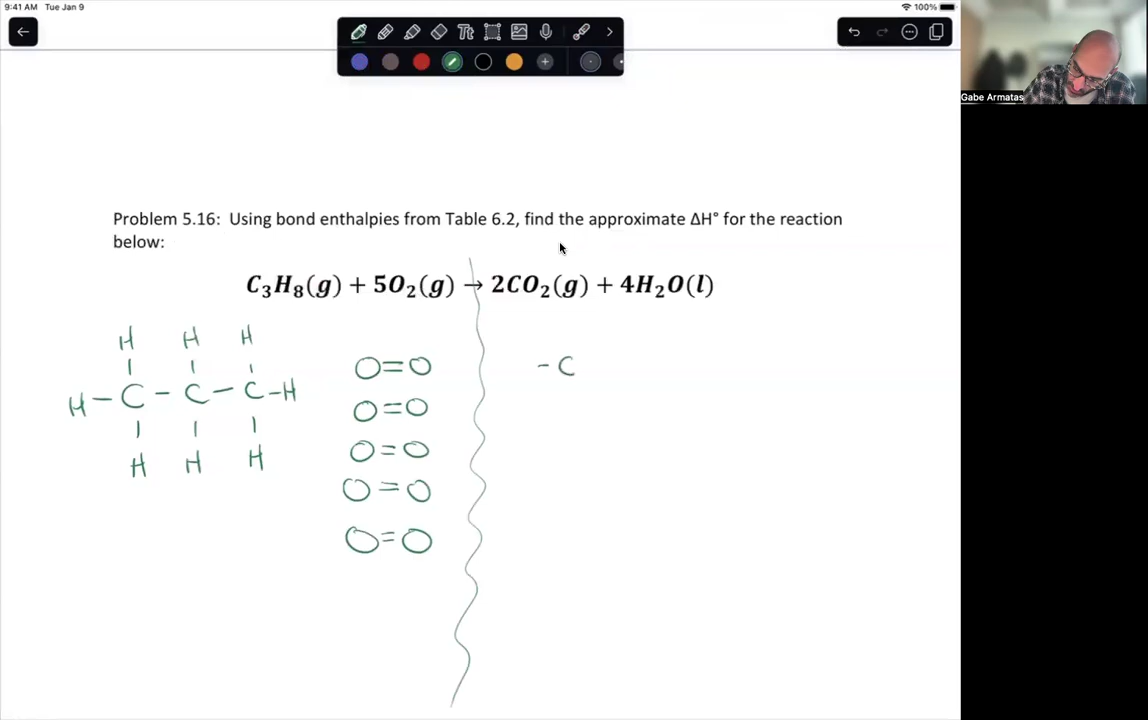 9:41 AM Tue Jan 9
100%
Tt
Gabe Armatas
Problem 5.16: Using bond enthalpies from Table 6.2, find the approximate ΔH° for the reaction
below:
C₃H₈(g) + 5O₂(g) → 2CO₂(g) + 4H₂O(l)
H H H
H – C – C – C – H
H H H
O=O
O=O
O=O
O=O
O=O
– C